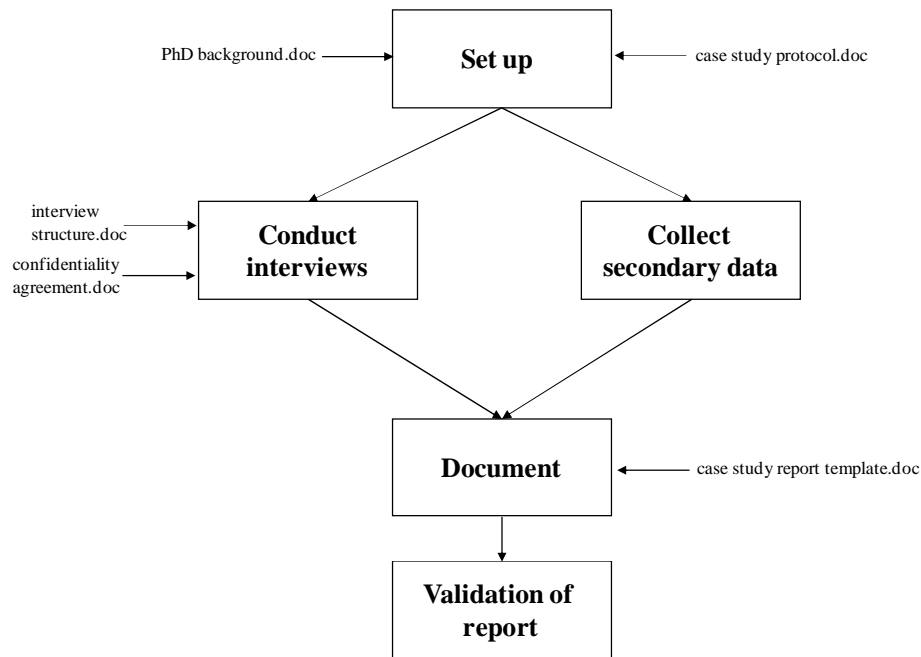 PhD background.doc
Set up
case study protocol.doc
interview
structure.doc
confidentiality
agreement.doc
Conduct
interviews
Collect
secondary data
Document
case study report template.doc
Validation of
report